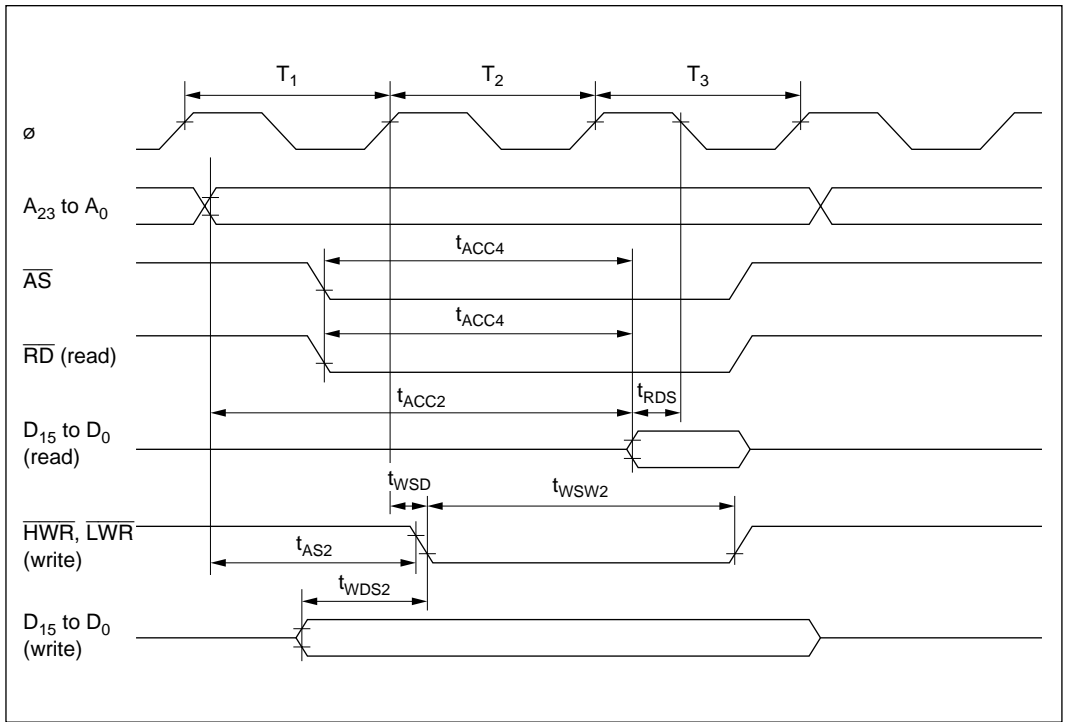 T1 T2 T3
ø
A23 to A0
tACC4
AS
tACC4
RD (read)
tACC2 tRDS
D15 to D0
(read)
tWSD tWSW2
HWR, LWR
(write)
tAS2
tWDS2
D15 to D0
(write)